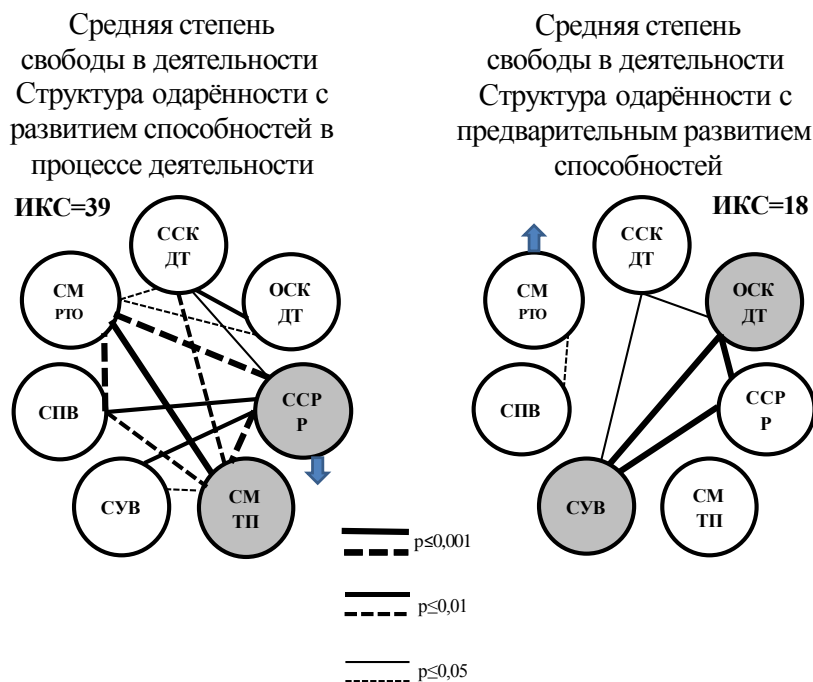 Средняя степень
свободы в деятельности
Структура одарённости с
развитием способностей в
процессе деятельности
ИКС=39
ССК
ДТ
СМ
РТО
ОСК
ДТ
СПВ
ССР
Р
СУВ
СМ
ТП
Средняя степень
свободы в деятельности
Структура одарённости с
предварительным развитием
способностей
ИКС=18
ССК
ДТ
СМ
РТО
ОСК
ДТ
СПВ
ССР
Р
СУВ
СМ
ТП
p≤0,001
p≤0,01
p≤0,05